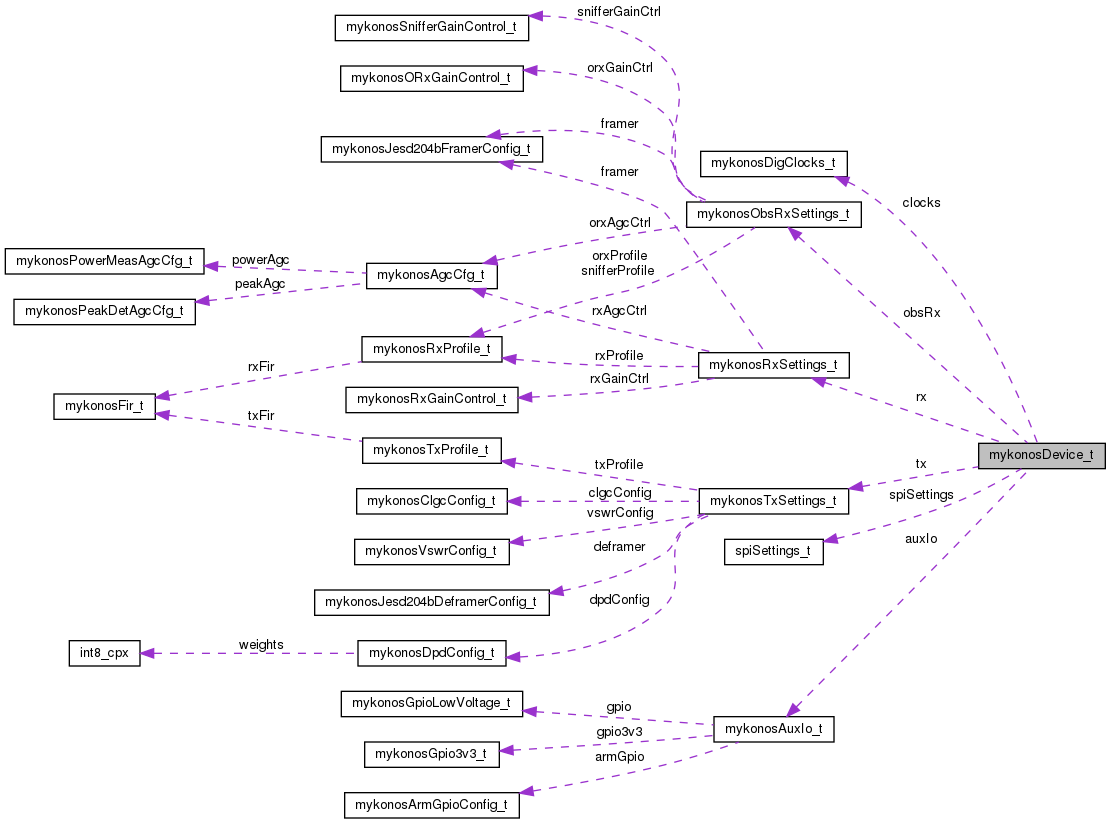 snifferGainCtrl
mykonosSnifferGainControl_t
orxGainCtrl
mykonosORxGainControl_t
framer
mykonosJesd204bFramerConfig_t
mykonosDigClocks_t
framer
clocks
mykonosObsRxSettings_t
orxAgcCtrl
mykonosPowerMeasAgcCfg_t
powerAgc
orxProfile
snifferProfile
mykonosAgcCfg_t
peakAgc
mykonosPeakDetAgcCfg_t
rxAgcCtrl
obsRx
mykonosRxProfile_t
rxProfile
mykonosRxSettings_t
rxFir
rxGainCtrl
mykonosRxGainControl_t
rx
mykonosFir_t
txFir
mykonosTxProfile_t
mykonosDevice_t
txProfile
tx
clgcConfig
spiSettings
mykonosClgcConfig_t
mykonosTxSettings_t
vswrConfig
auxIo
mykonosVswrConfig_t
deframer
spiSettings_t
mykonosJesd204bDeframerConfig_t
dpdConfig
weights
int8_cpx
mykonosDpdConfig_t
mykonosGpioLowVoltage_t
gpio
mykonosAuxIo_t
gpio3v3
mykonosGpio3v3_t
armGpio
mykonosArmGpioConfig_t